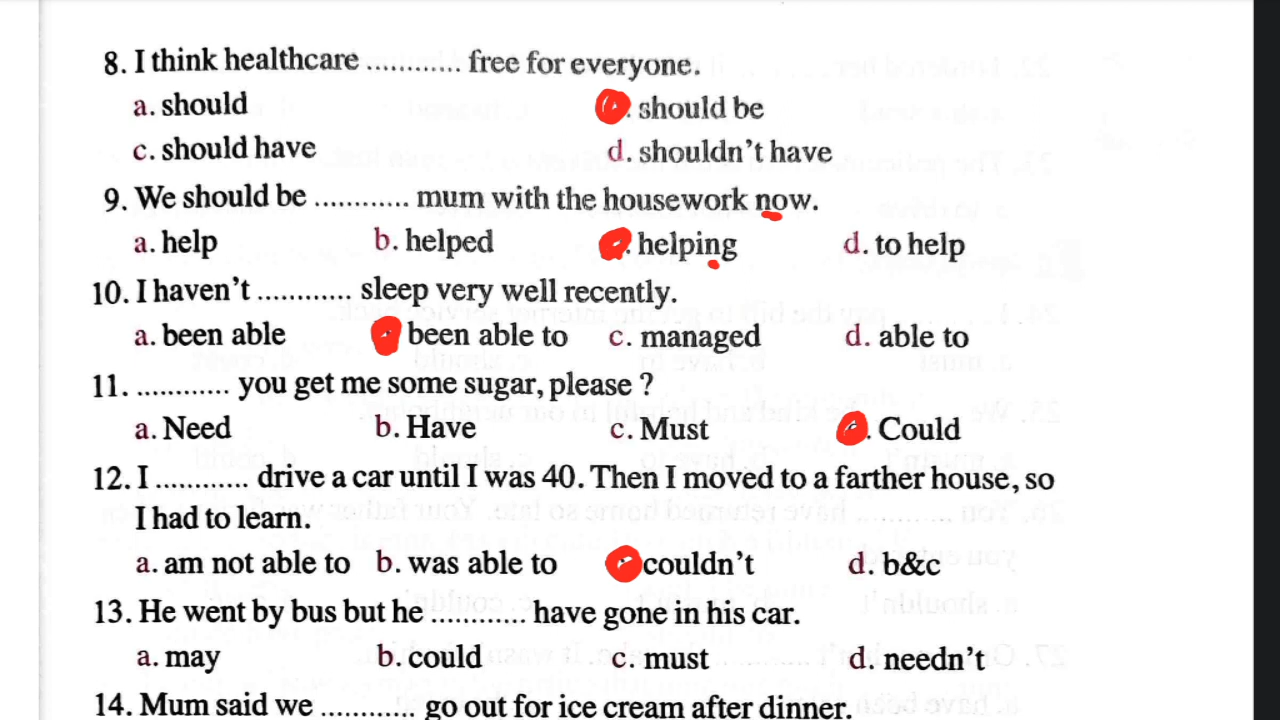 8. I think healthcare ............ free for everyone.
a. should . should be
c. should have d. shouldn't have
9. We should be ............ mum with the housework now.
a. help b. helped . helping d. to help
10. I haven't ............ sleep very well recently.
a. been able been able to c. managed d. able to
11. ............ you get me some sugar, please ?
a. Need b. Have c. Must . Could
12. I ............ drive a car until I was 40. Then I moved to a farther house, so
I had to learn.
a. am not able to b. was able to couldn't d. b&c
13. He went by bus but he ............ have gone in his car.
a. may b. could c. must d. needn't
14. Mum said we ............ go out for ice cream after dinner.